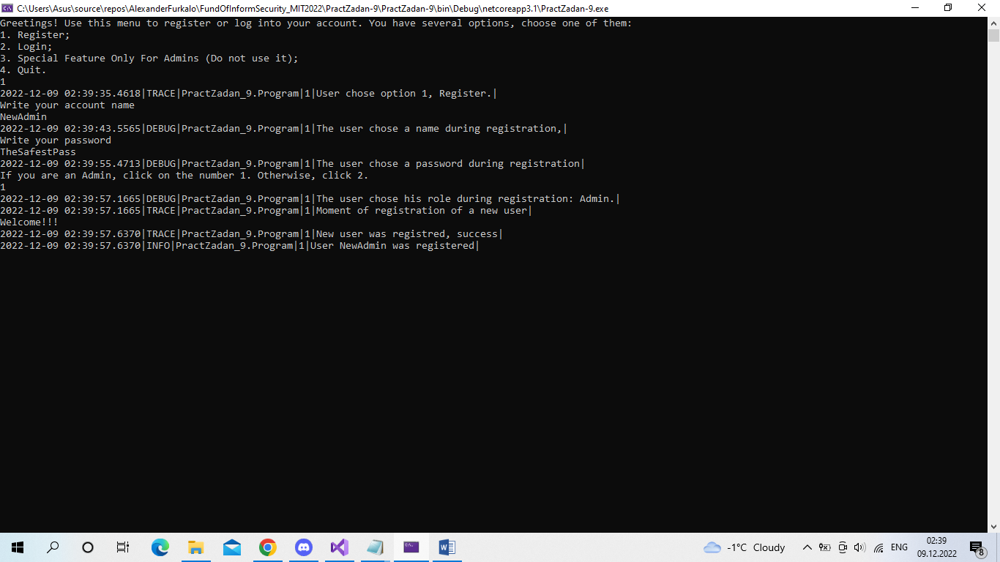 C:\Users\Asus\source\repos\AlexanderFurkalo\FundOfInformSecurity_MIT2022\PractZadan-9\PractZadan-9\bin\Debug\netcoreapp3.1\PractZadan-9.exe
Greetings! Use this menu to register or log into your account. You have several options, choose one of them:
1. Register;
2. Login;
3. Special Feature Only For Admins (Do not use it);
4. Quit.
1
2022-12-09 02:39:35.4618|TRACE|PractZadan_9.Program|1|User chose option 1, Register.|
Write your account name
NewAdmin
2022-12-09 02:39:43.5565|DEBUG|PractZadan_9.Program|1|The user chose a name during registration,|
Write your password
TheSafestPass
2022-12-09 02:39:55.4713|DEBUG|PractZadan_9.Program|1|The user chose a password during registration|
If you are an Admin, click on the number 1. Otherwise, click 2.
1
2022-12-09 02:39:57.1665|DEBUG|PractZadan_9.Program|1|The user chose his role during registration: Admin.|
2022-12-09 02:39:57.1665|TRACE|PractZadan_9.Program|1|Moment of registration of a new user|
Welcome!!!
2022-12-09 02:39:57.6370|TRACE|PractZadan_9.Program|1|New user was registred, success|
2022-12-09 02:39:57.6370|INFO|PractZadan_9.Program|1|User NewAdmin was registered|
-1°C Cloudy
ENG
02:39
09.12.2022
8